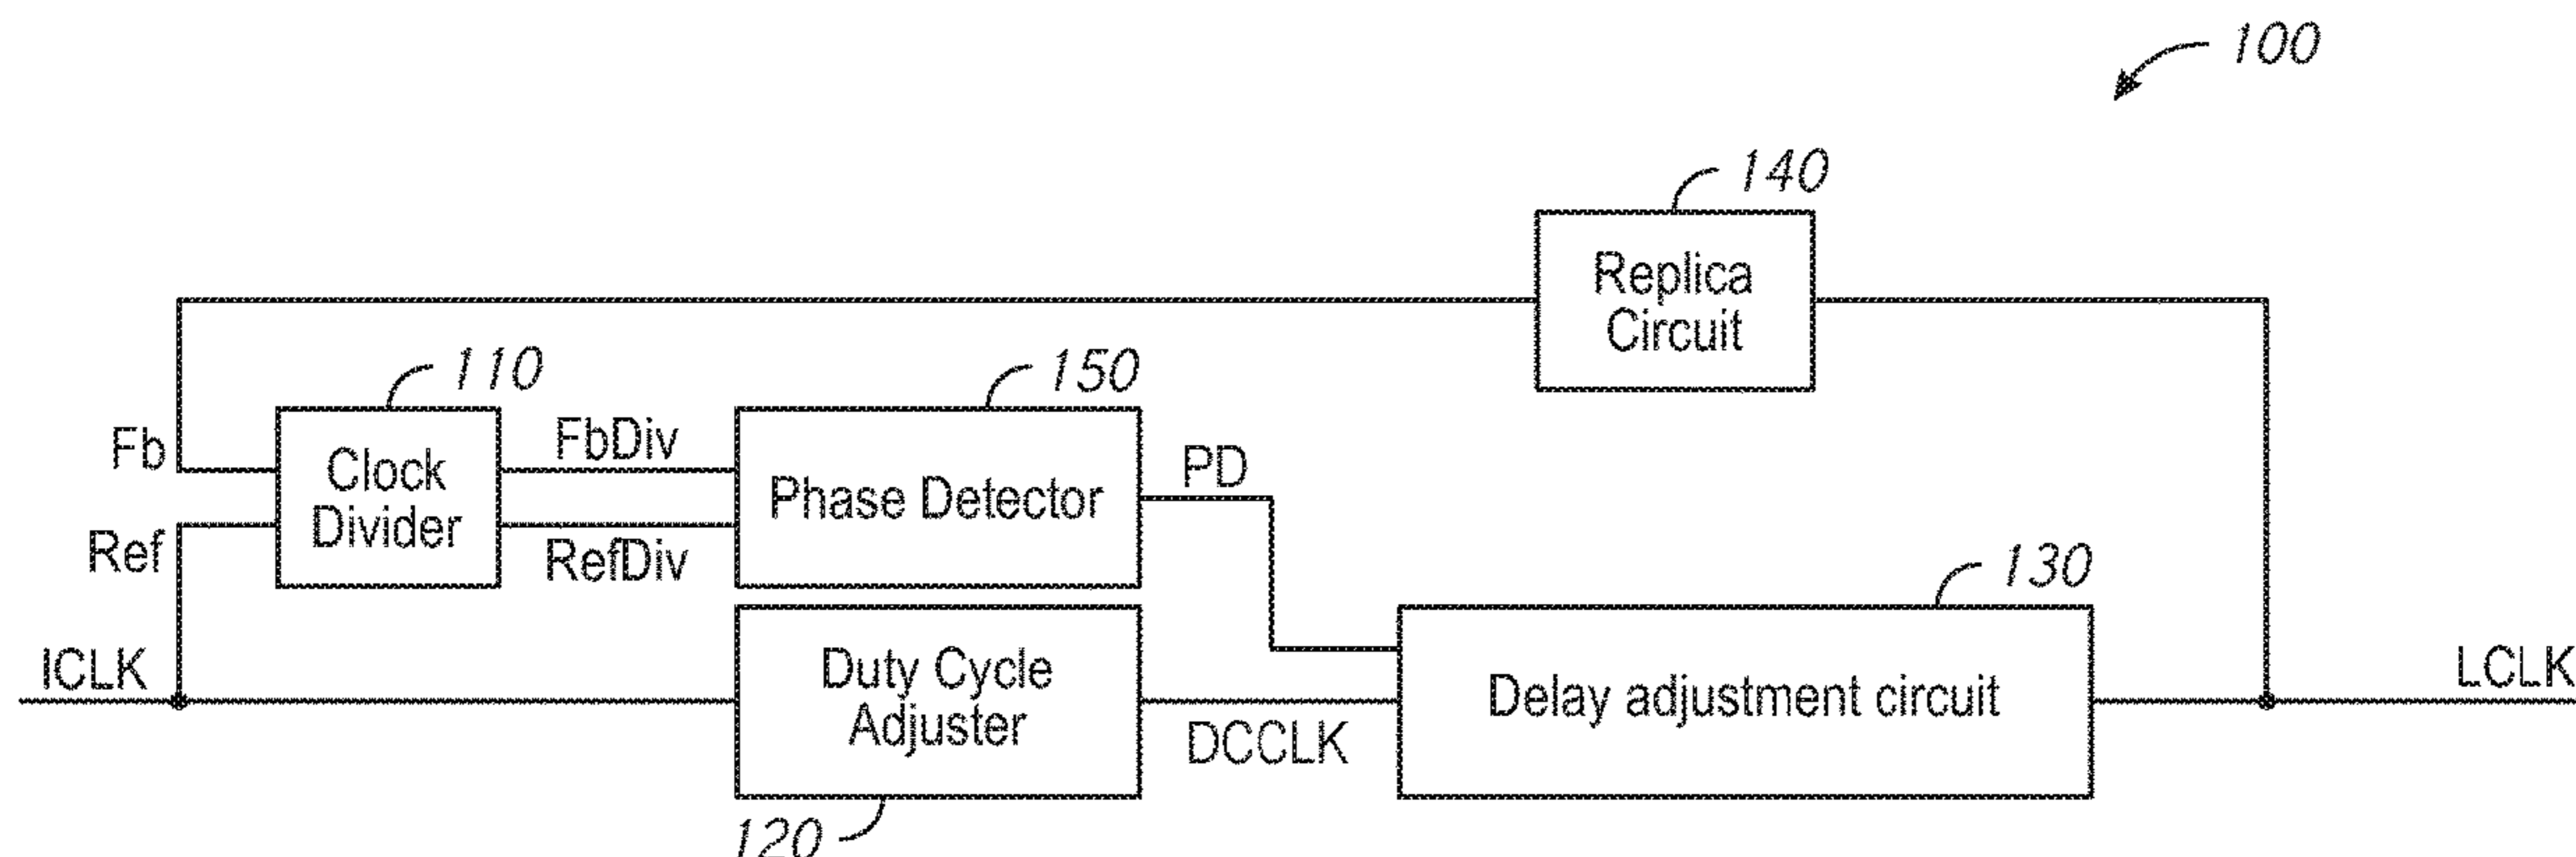 100
140
Replica
Circuit
110
150
Fb
Clock
Divider
FbDiv
Phase Detector
PD
Ref
RefDiv
130
ICLK
Duty Cycle
Adjuster
DCCLK
Delay adjustment circuit
LCLK
120